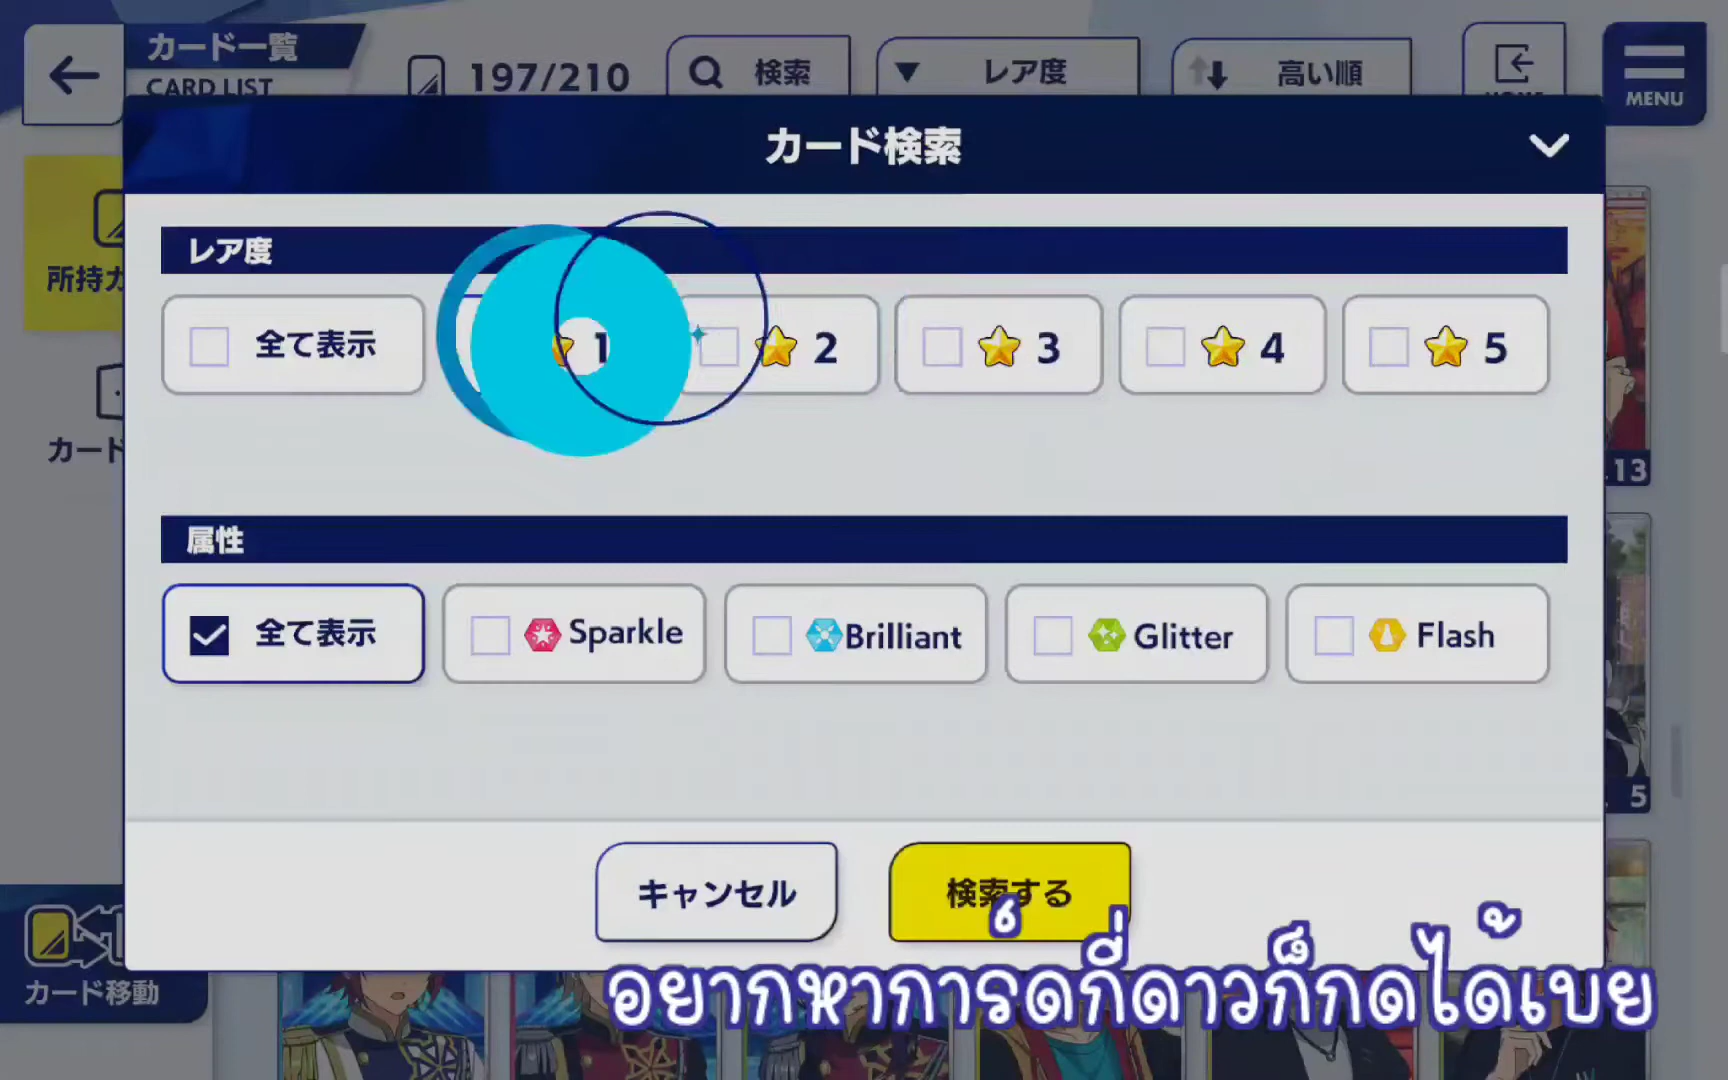 カード一覧
CARD LIST
197/210
検索
レア度
高い順
MENU
カード検索
所持カ
カード
レア度
全て表示
1
2
3
4
5
属性
全て表示
Sparkle
Brilliant
Glitter
Flash
13
5
キャンセル
検索する
カード移動
อยากหาการ์ดกี่ดาวก็กดได้เบย